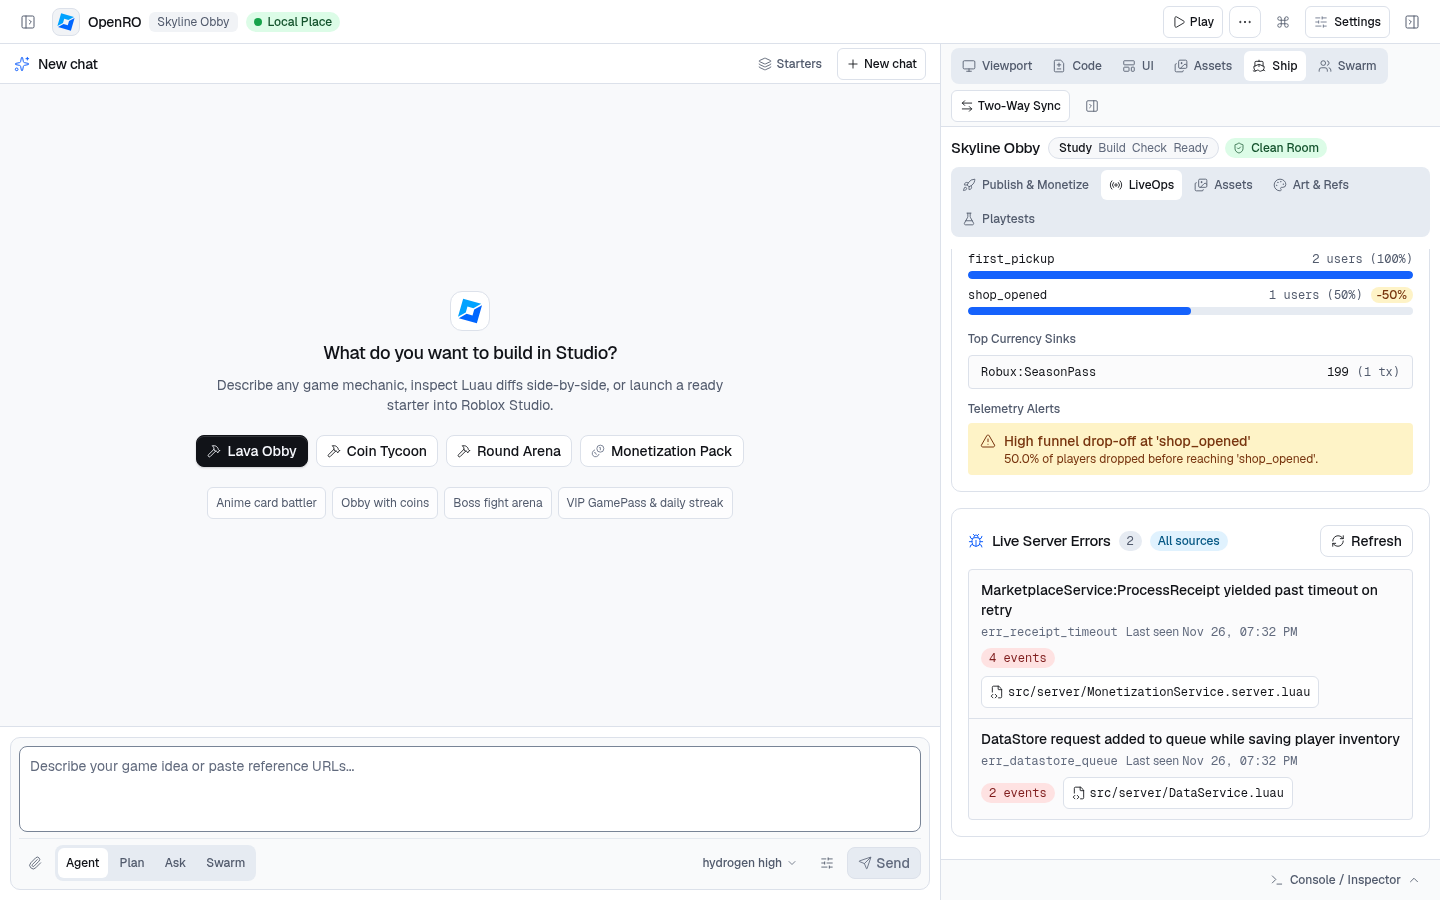 OpenRO Skyline Obby Local Place Play ⌘ Settings
New chat Starters New chat
Viewport Code UI Assets Ship Swarm
Two-Way Sync
Skyline Obby Study Build Check Ready Clean Room
Publish & Monetize LiveOps Assets Art & Refs
Playtests
first_pickup 2 users (100%)
shop_opened 1 users (50%) -50%
Top Currency Sinks
Robux:SeasonPass 199 (1 tx)
Telemetry Alerts
High funnel drop-off at 'shop_opened'
50.0% of players dropped before reaching 'shop_opened'.
Live Server Errors 2 All sources Refresh
MarketplaceService:ProcessReceipt yielded past timeout on
retry
err_receipt_timeout Last seen Nov 26, 07:32 PM
4 events
src/server/MonetizationService.server.luau
DataStore request added to queue while saving player inventory
err_datastore_queue Last seen Nov 26, 07:32 PM
2 events src/server/DataService.luau
Console / Inspector
What do you want to build in Studio?
Describe any game mechanic, inspect Luau diffs side-by-side, or launch a ready
starter into Roblox Studio.
Lava Obby Coin Tycoon Round Arena Monetization Pack
Anime card battler Obby with coins Boss fight arena VIP GamePass & daily streak
Describe your game idea or paste reference URLs...
Agent Plan Ask Swarm hydrogen high Send